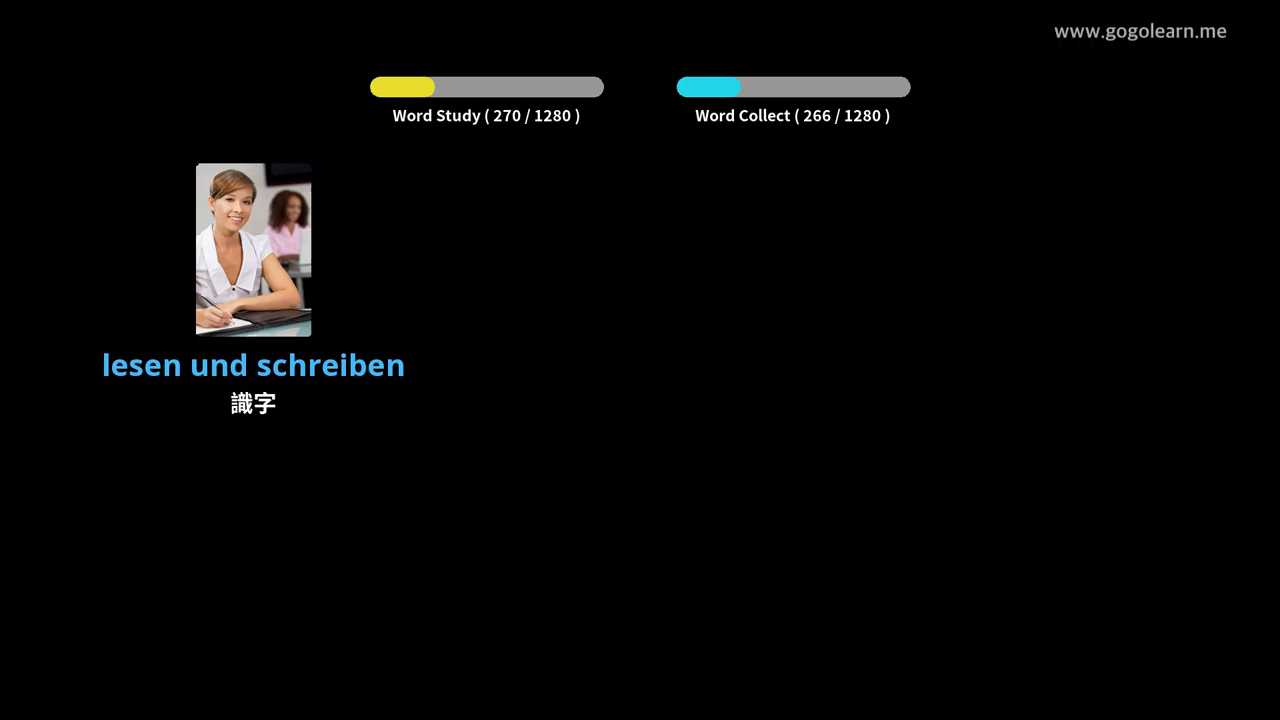 www.gogolearn.me
Word Study ( 270 / 1280 )
Word Collect ( 266 / 1280 )
lesen und schreiben
識字